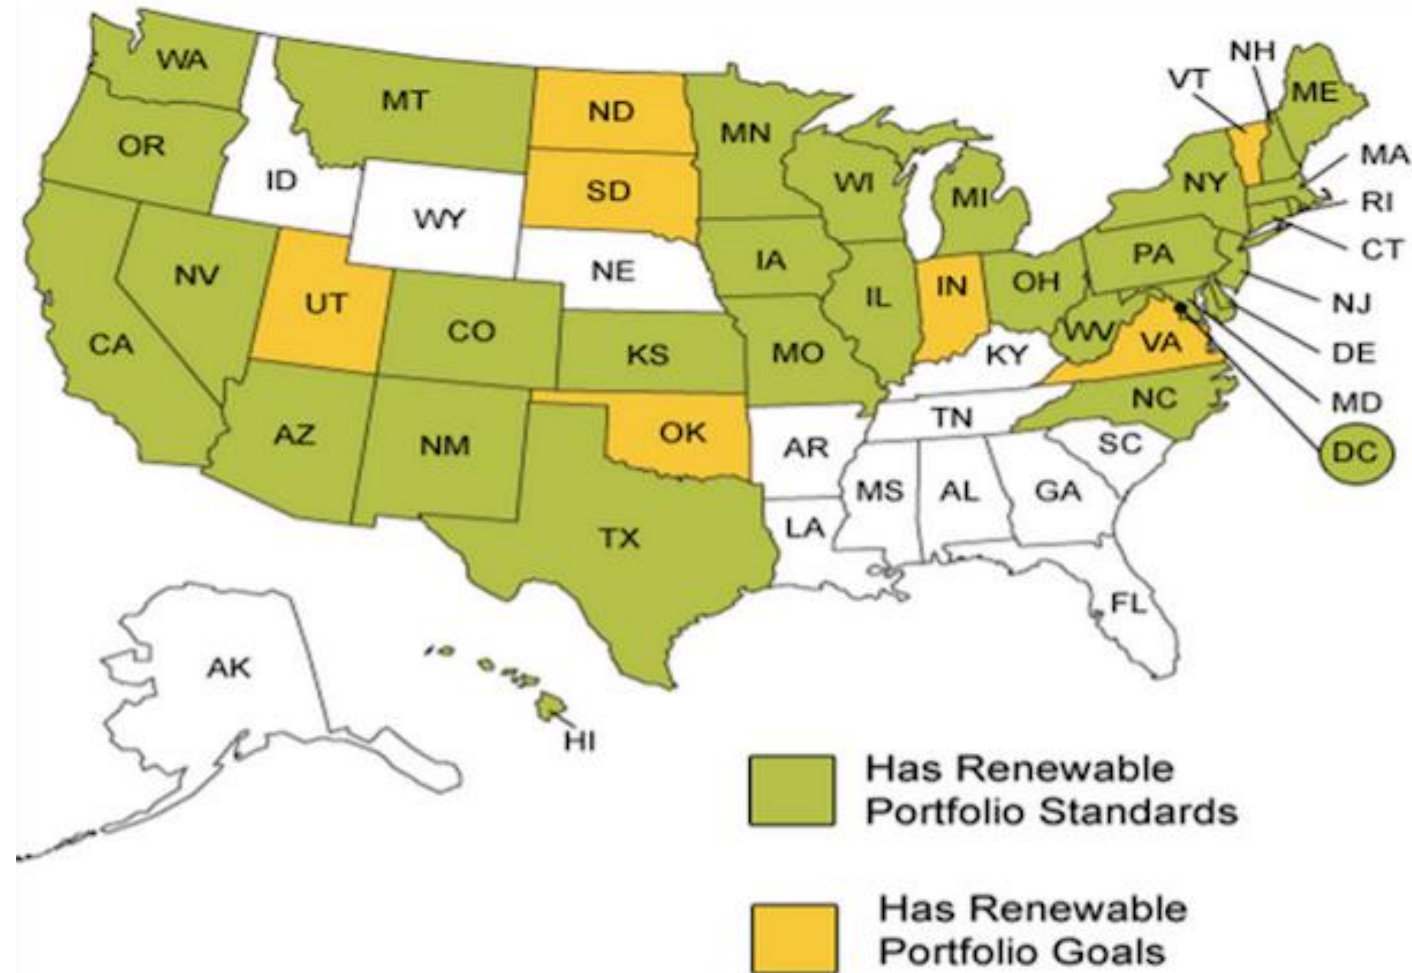 NH
VT
ME
WA
MT
ND
MN
OR
MA
ID
SD
WI
MI
NY
RI
WY
CT
PA
NV
NE
IA
IN
OH
UT
IL
NJ
CO
WV
CA
KS
MO
KY
VA
DE
NC
MD
AZ
NM
OK
TN
AR
SC
DC
MS
AL
GA
LA
TX
FL
AK
HI
Has Renewable
Portfolio Standards
Has Renewable
Portfolio Goals